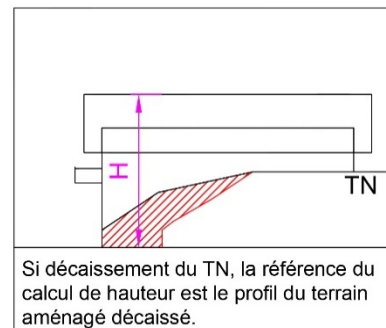 H
TN
Si décaissement du TN, la référence du
calcul de hauteur est le profil du terrain
aménagé décaissé.